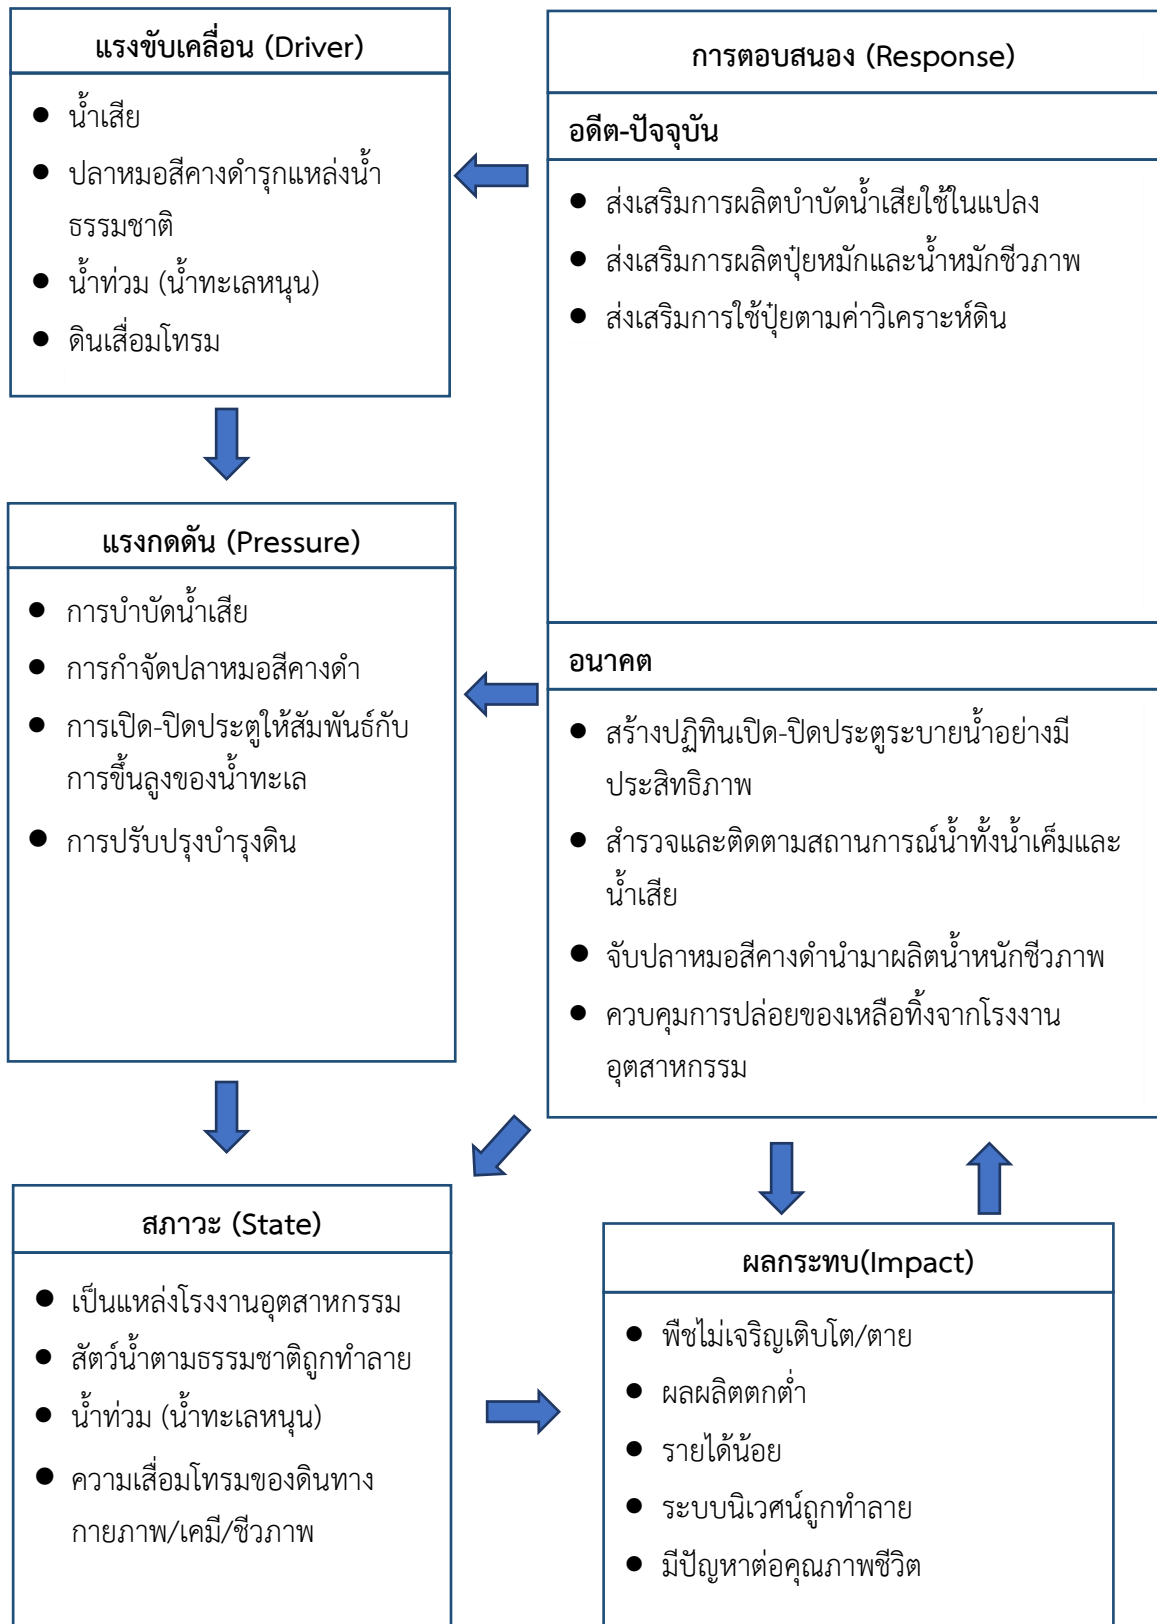 แรงขับเคลื่อน (Driver)
● น้ำเสีย
● ปลาหมอสีคางดำรุกแหล่งน้ำ
ธรรมชาติ
● น้ำท่วม (น้ำทะเลหนุน)
● ดินเสื่อมโทรม
การตอบสนอง (Response)
อดีต-ปัจจุบัน
● ส่งเสริมการผลิตบำบัดน้ำเสียใช้ในแปลง
● ส่งเสริมการผลิตปุ๋ยหมักและน้ำหมักชีวภาพ
● ส่งเสริมการใช้ปุ๋ยตามค่าวิเคราะห์ดิน
แรงกดดัน (Pressure)
● การบำบัดน้ำเสีย
● การกำจัดปลาหมอสีคางดำ
● การเปิด-ปิดประตูให้สัมพันธ์กับ
การขึ้นลูงของน้ำทะเล
● การปรับปรุงบำรุงดิน
อนาคต
● สร้างปฏิทินเปิด-ปิดประตูระบายน้ำอย่างมี
ประสิทธิภาพ
● สำรวจและติดตามสถานการณ์น้ำทั้งน้ำเค็มและ
น้ำเสีย
● จับปลาหมอสีคางดำนำมาผลิตน้ำหนักชีวภาพ
● ควบคุมการปล่อยของเหลือทิ้งจากโรงงาน
อุตสาหกรรม
สภาวะ (State)
● เป็นแหล่งโรงงานอุตสาหกรรม
● สัตว์น้ำตามธรรมชาติถูกทำลาย
● น้ำท่วม (น้ำทะเลหนุน)
● ความเสื่อมโทรมของดินทาง
กายภาพ/เคมี/ชีวภาพ
ผลกระทบ(Impact)
● พืชไม่เจริญเติบโต/ตาย
● ผลผลิตตกต่ำ
● รายได้น้อย
● ระบบนิเวศน์ถูกทำลาย
● มีปัญหาต่อคุณภาพชีวิต